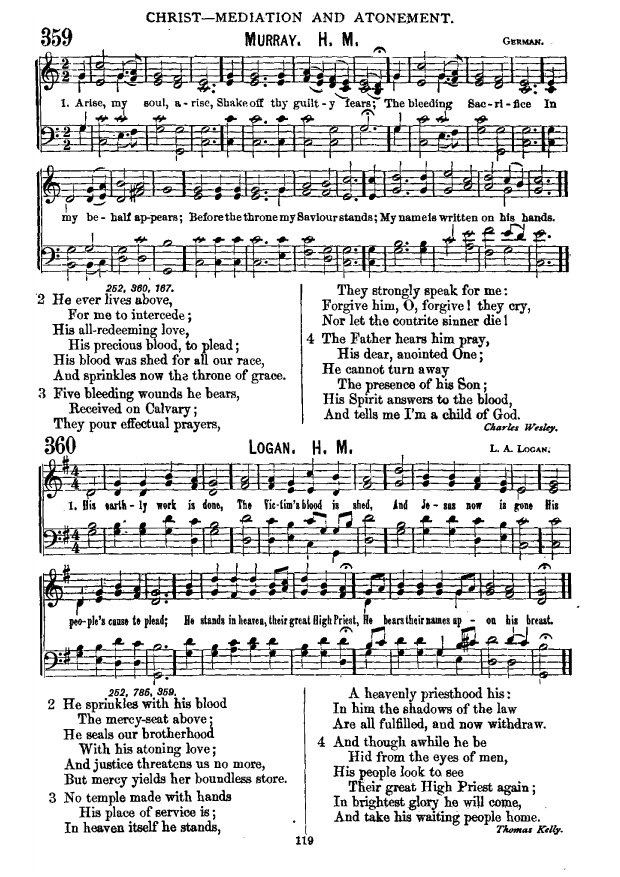 CHRIST—MEDIATION AND ATONEMENT.
359 MURRAY. H. M. GERMAN.
1. Arise, my soul, a-rise, Shake off thy guilt-y fears; The bleeding Sac-ri-fice In
my be-half ap-pears; Before the throne my Saviour stands; My name is written on his hands.
252, 360, 167.
2 He ever lives above,
For me to intercede;
His all-redeeming love,
His precious blood, to plead;
His blood was shed for all our race,
And sprinkles now the throne of grace.
3 Five bleeding wounds he bears,
Received on Calvary;
They pour effectual prayers,
They strongly speak for me:
Forgive him, O, forgive! they cry,
Nor let the contrite sinner die!
4 The Father hears him pray,
His dear, anointed One;
He cannot turn away
The presence of his Son;
His Spirit answers to the blood,
And tells me I'm a child of God.
Charles Wesley.
360 LOGAN. H. M. L. A. LOGAN.
1. His earth-ly work is done, The Vic-tim's blood is shed, And Je-sus now is gone His
peo-ple's cause to plead; He stands in heaven, their great High Priest, He bears their names up-on his breast.
252, 785, 359.
2 He sprinkles with his blood
The mercy-seat above;
He seals our brotherhood
With his atoning love;
And justice threatens us no more,
But mercy yields her boundless store.
3 No temple made with hands
His place of service is;
In heaven itself he stands,
A heavenly priesthood his:
In him the shadows of the law
Are all fulfilled, and now withdraw.
4 And though awhile he be
Hid from the eyes of men,
His people look to see
Their great High Priest again;
In brightest glory he will come,
And take his waiting people home.
Thomas Kelly.
119